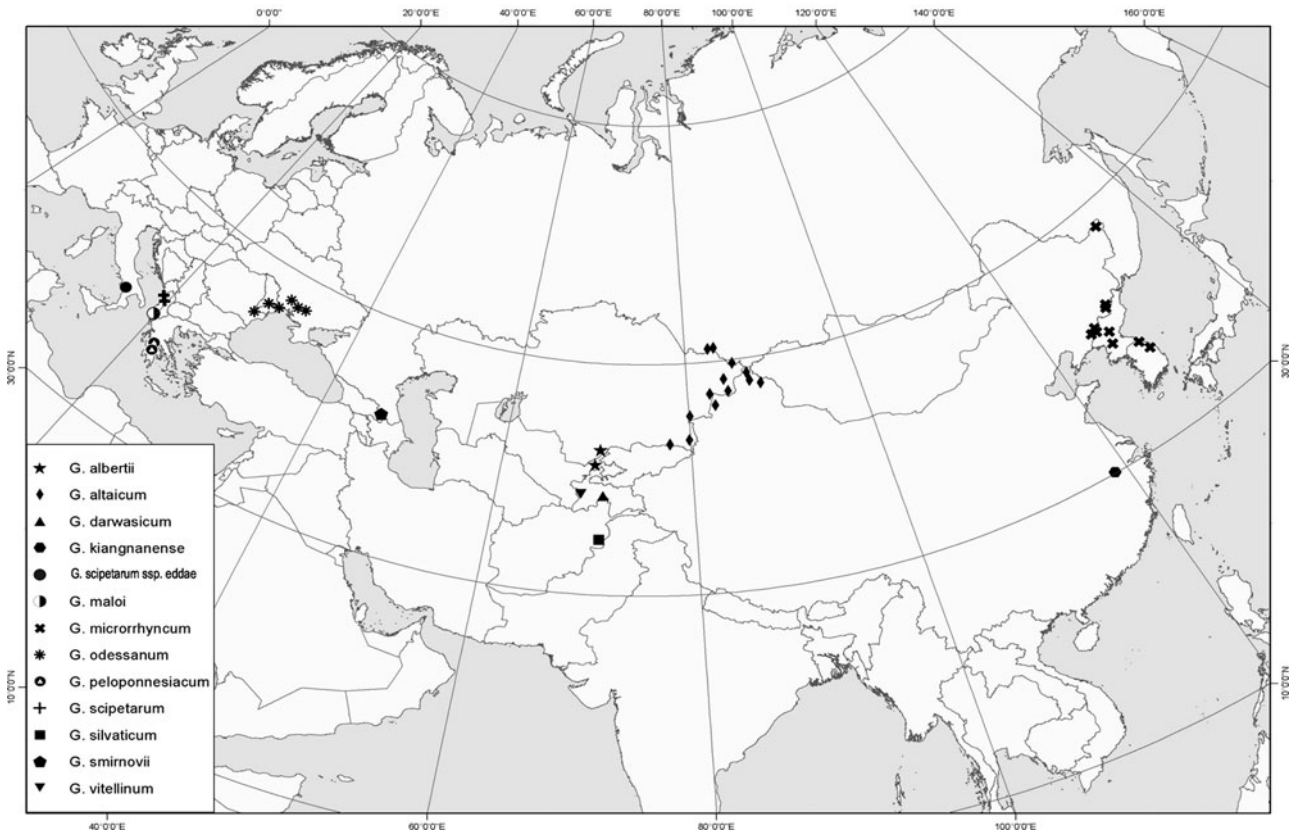 0°0'0"
20°0'0"E
40°0'0"E
60°0'0"E
80°0'0"E
100°0'0"E
120°0'0"E
140°0'0"E
160°0'0"E
30°0'0"N
30°0'0"N
10°0'0"N
10°0'0"N
G. albertii
G. altaicum
G. darwasicum
G. kiangnanense
G. scipetarum ssp. eddae
G. maloi
G. microrrhyncum
G. odessanum
G. peloponnesiacum
G. scipetarum
G. silvaticum
G. smirnovii
G. vitellinum
40°0'0"E
60°0'0"E
80°0'0"E
100°0'0"E